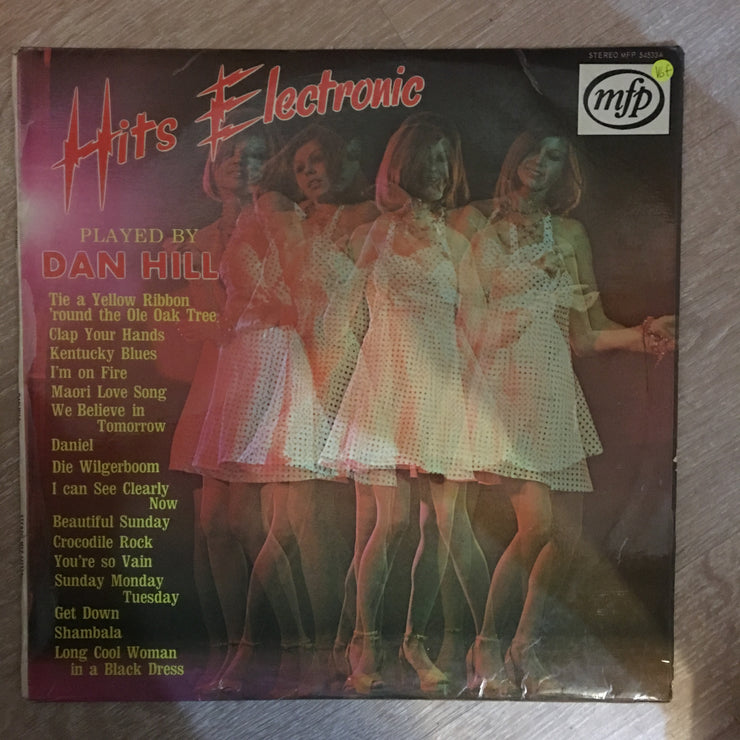 STEREO MFP 54533A
Hits Electronic
mfp
VG+
PLAYED BY
DAN HILL
Tie a Yellow Ribbon
'round the Ole Oak Tree
Clap Your Hands
Kentucky Blues
I'm on Fire
Maori Love Song
We Believe in
Tomorrow
Daniel
Die Wilgerboom
I can See Clearly
Now
Beautiful Sunday
Crocodile Rock
You're so Vain
Sunday Monday
Tuesday
Get Down
Shambala
Long Cool Woman
in a Black Dress